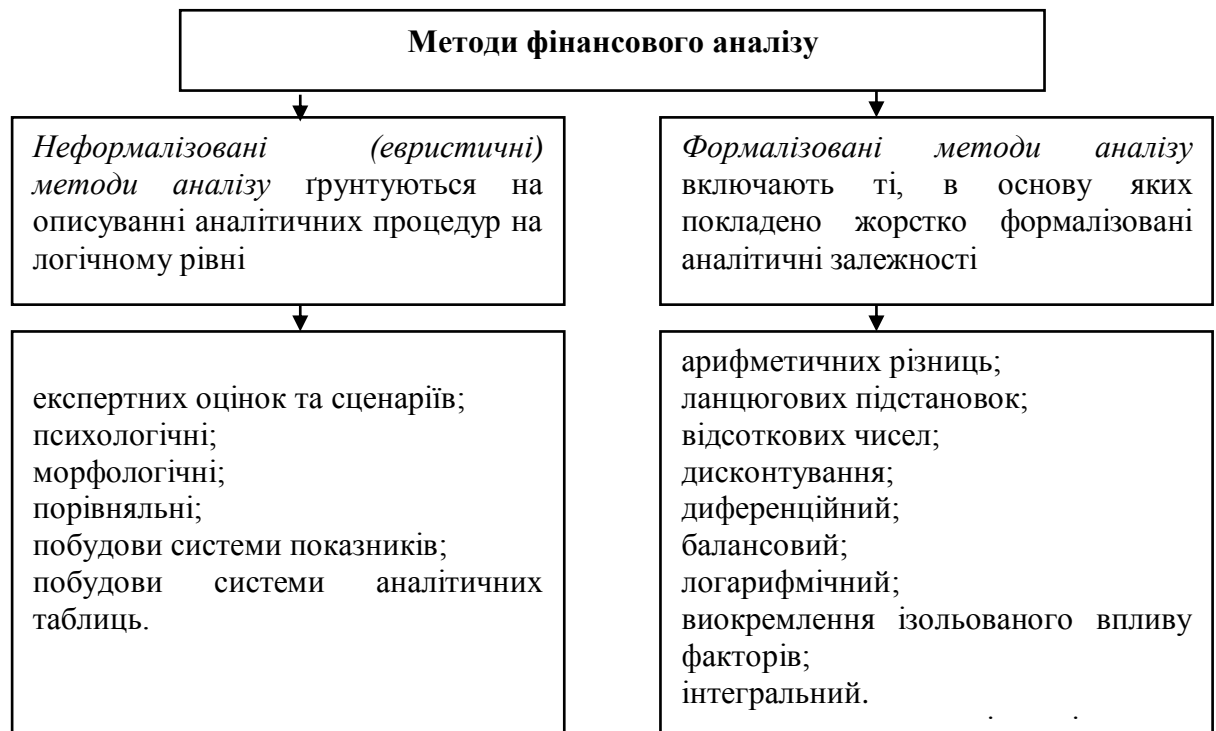 Методи фінансового аналізу
Неформалізовані (евристичні)
методи аналізу ґрунтуються на
описуванні аналітичних процедур на
логічному рівні
Формалізовані методи аналізу
включають ті, в основу яких
покладено жорстко формалізовані
аналітичні залежності
експертних оцінок та сценаріїв;
психологічні;
морфологічні;
порівняльні;
побудови системи показників;
побудови системи аналітичних
таблиць.
арифметичних різниць;
ланцюгових підстановок;
відсоткових чисел;
дисконтування;
диференційний;
балансовий;
логарифмічний;
виокремлення ізольованого впливу
факторів;
інтегральний.